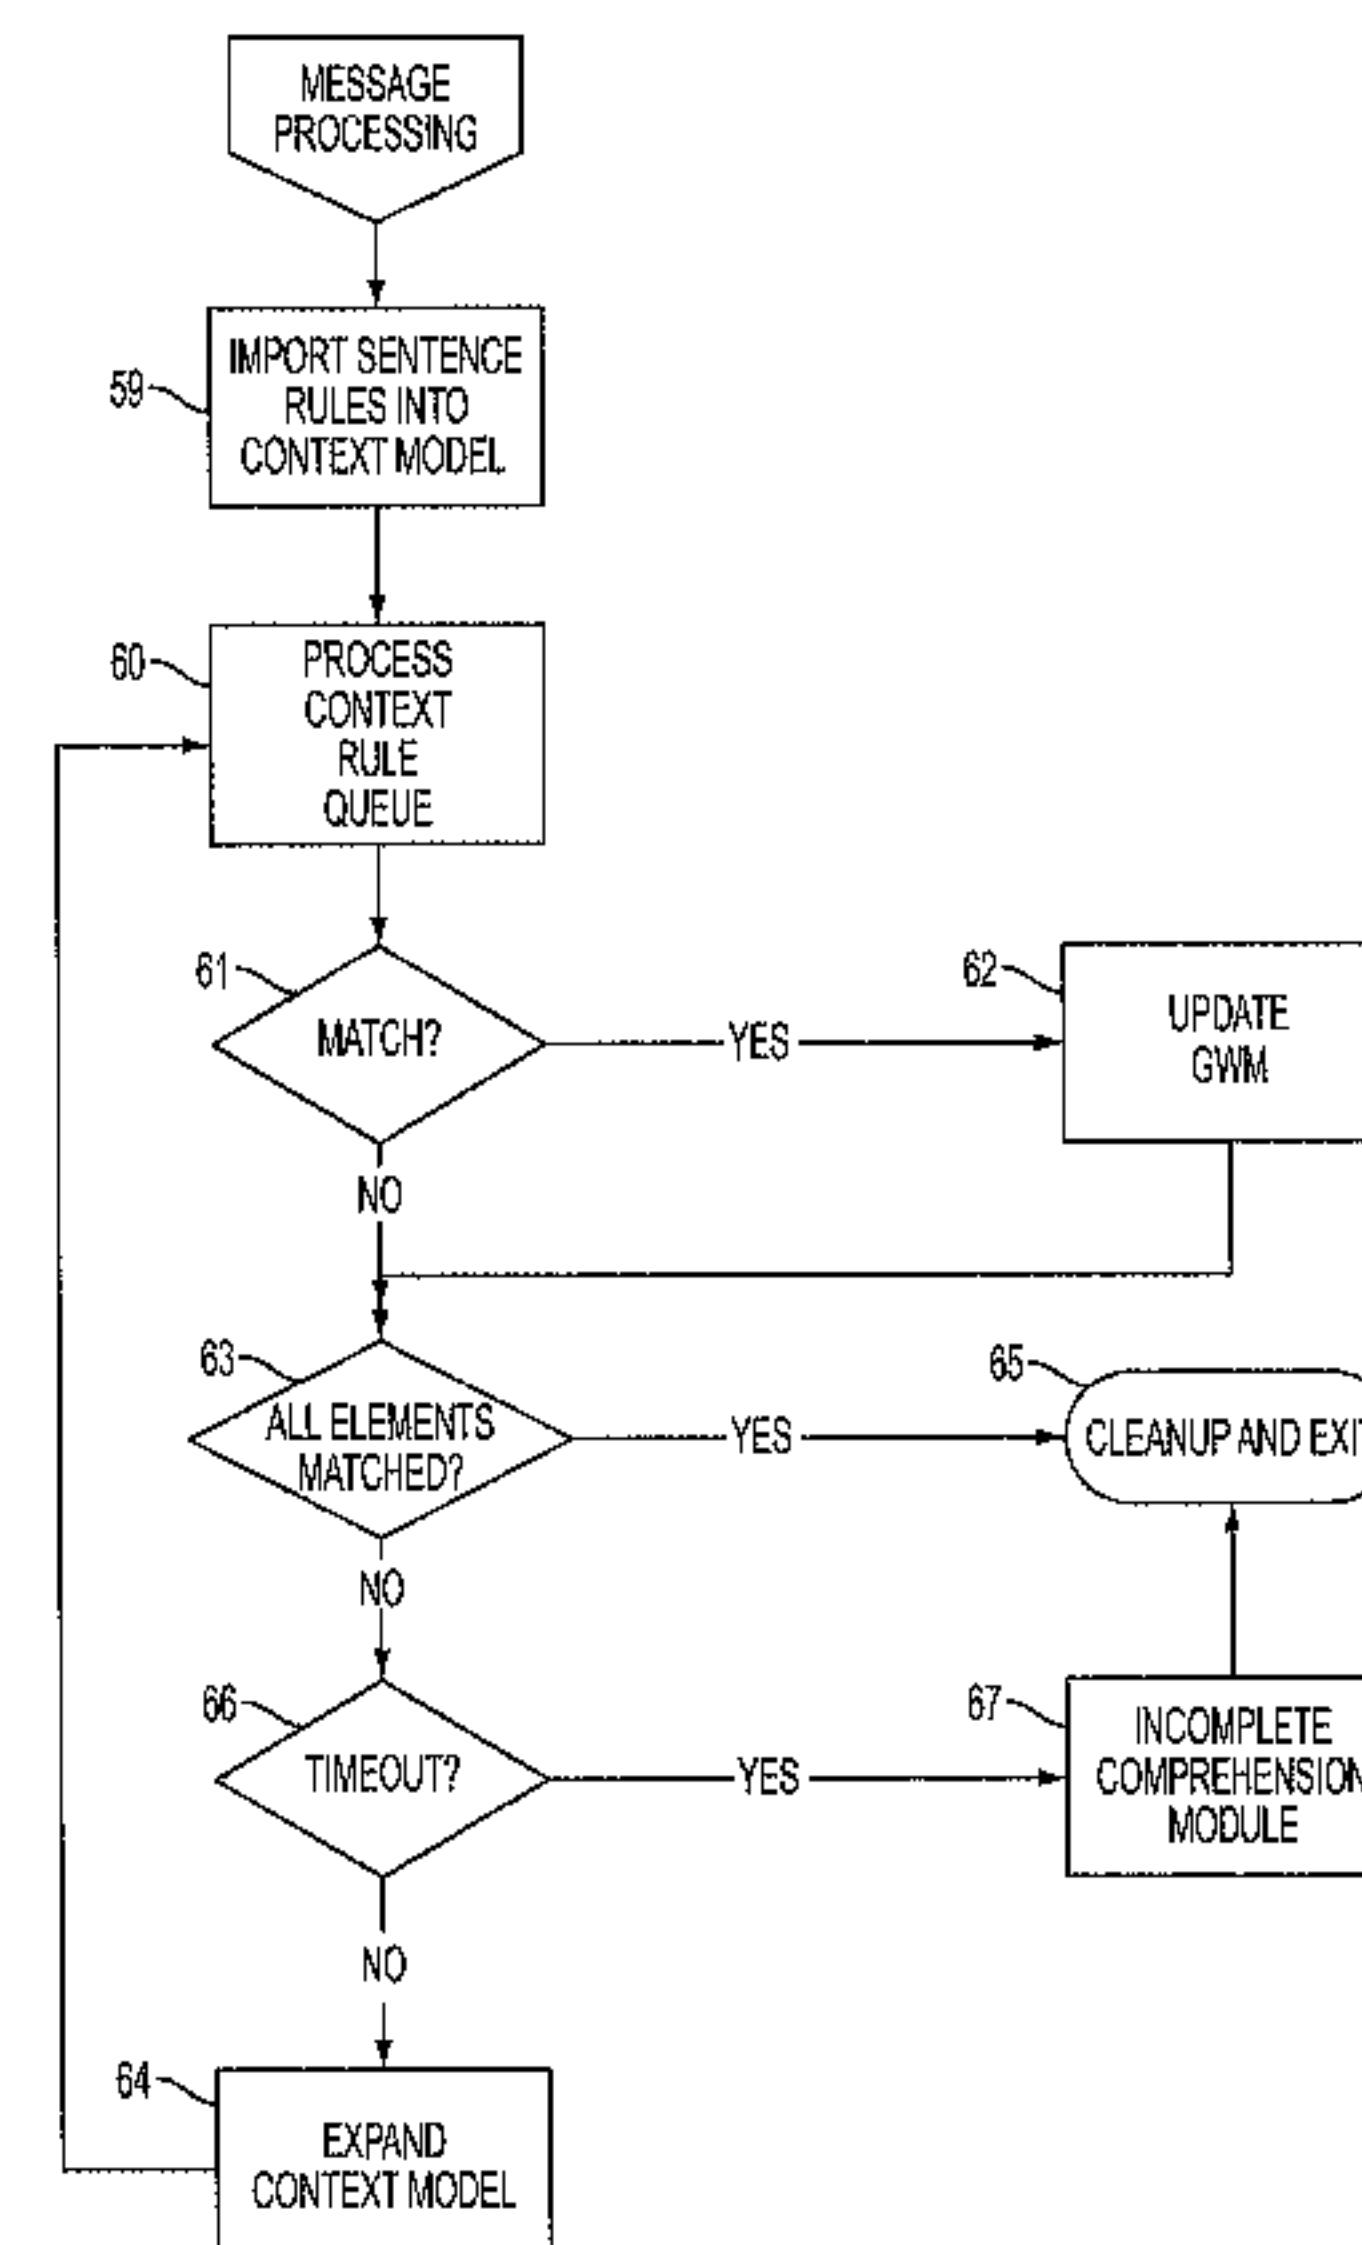 MESSAGE
PROCESSING
59
IMPORT SENTENCE
RULES INTO
CONTEXT MODEL
60
PROCESS
CONTEXT
RULE
QUEUE
61
MATCH?
YES
62
UPDATE
GWM
NO
63
ALL ELEMENTS
MATCHED?
YES
65
CLEANUP AND EXIT
NO
66
TIMEOUT?
YES
67
INCOMPLETE
COMPREHENSION
MODULE
NO
64
EXPAND
CONTEXT MODEL